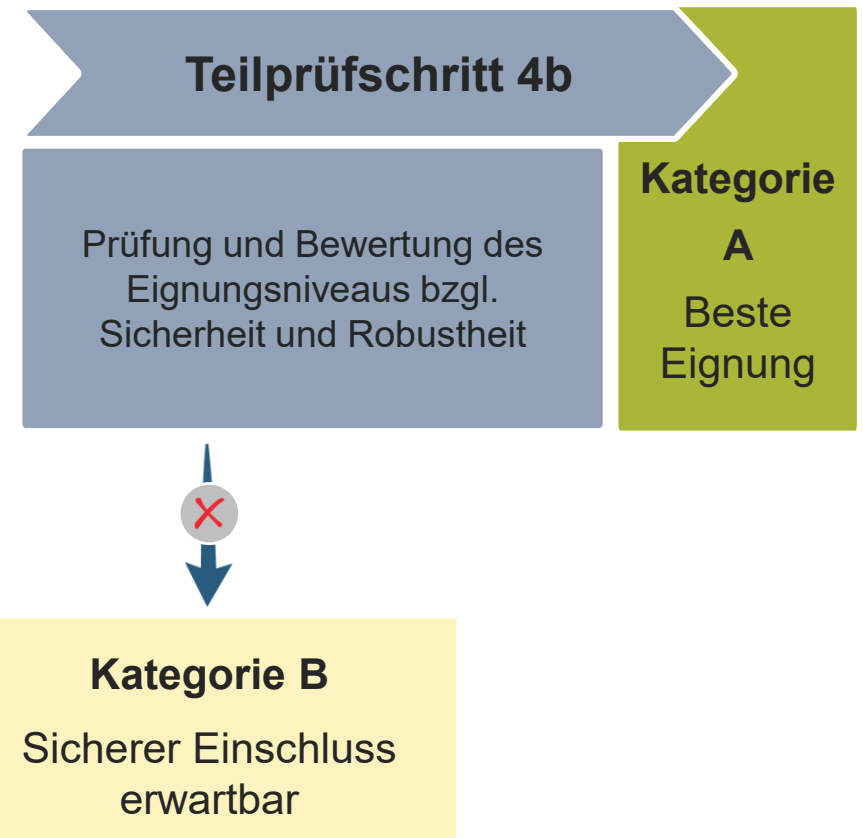 Teilprüfschritt 4b
Prüfung und Bewertung des
Eignungsniveaus bzgl.
Sicherheit und Robustheit
Kategorie
A
Beste
Eignung
Kategorie B
Sicherer Einschluss
erwartbar